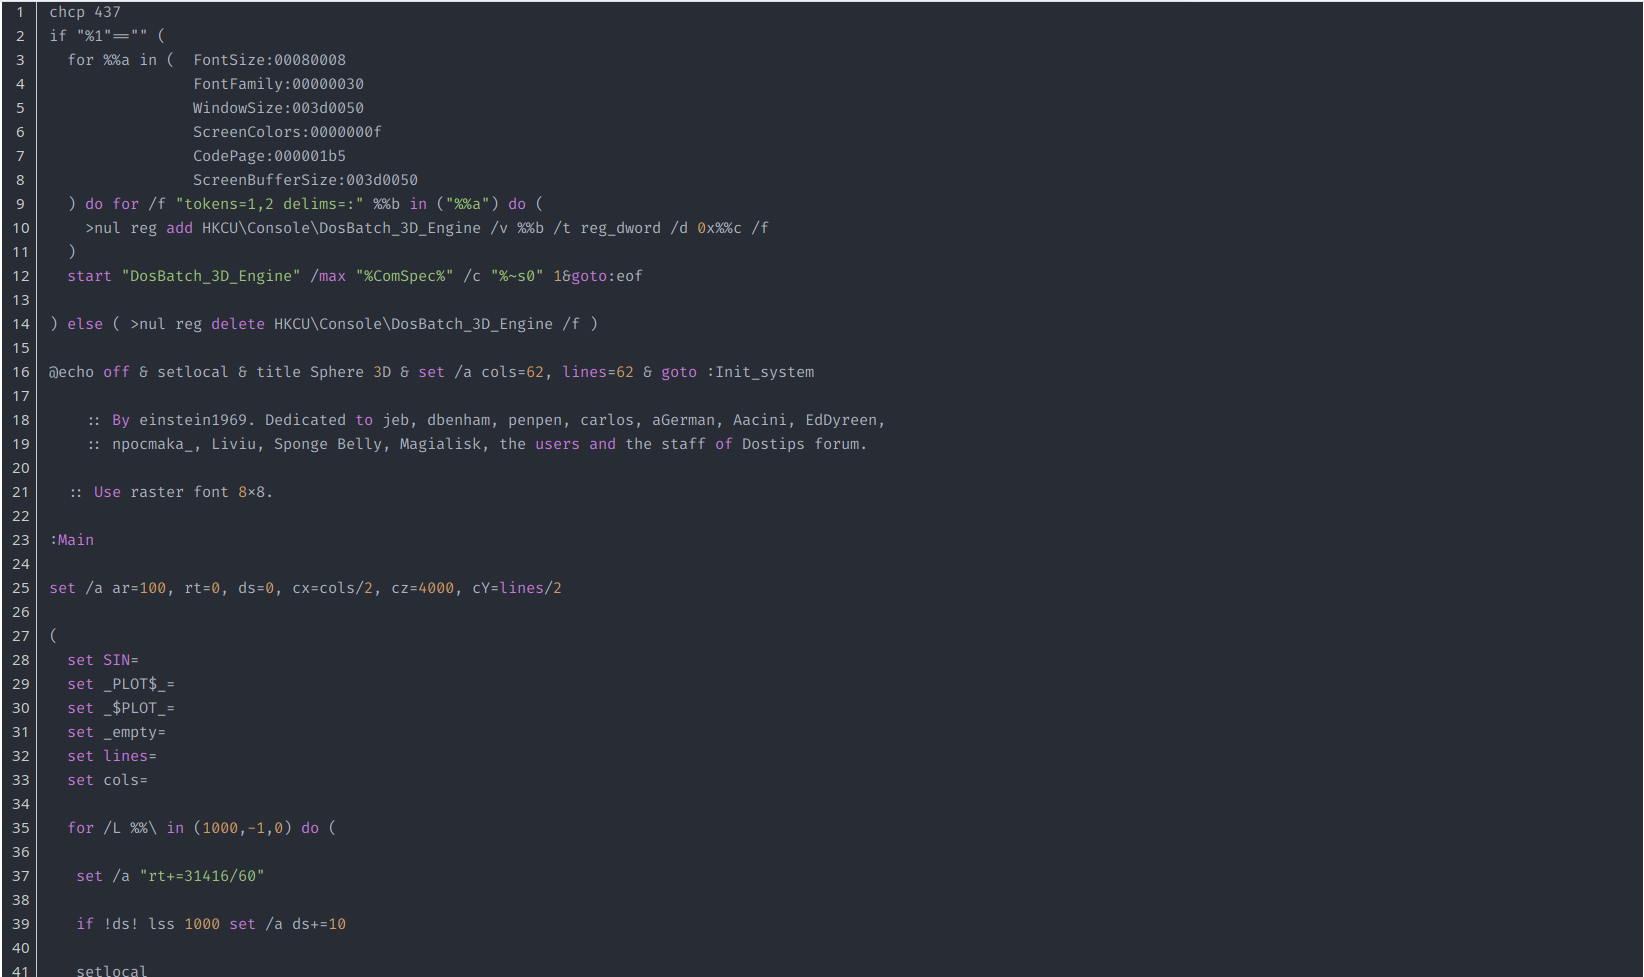 1 chcp 437
2 if "%1"=="" (
3   for %%a in (  FontSize:00080008
4                 FontFamily:00000030
5                 WindowSize:003d0050
6                 ScreenColors:0000000f
7                 CodePage:000001b5
8                 ScreenBufferSize:003d0050
9   ) do for /f "tokens=1,2 delims=:" %%b in ("%%a") do (
10     >nul reg add HKCU\Console\DosBatch_3D_Engine /v %%b /t reg_dword /d 0x%%c /f
11   )
12   start "DosBatch_3D_Engine" /max "%ComSpec%" /c "%~s0" 1&goto:eof
13
14 ) else ( >nul reg delete HKCU\Console\DosBatch_3D_Engine /f )
15
16 @echo off & setlocal & title Sphere 3D & set /a cols=62, lines=62 & goto :Init_system
17
18     :: By einstein1969. Dedicated to jeb, dbenham, penpen, carlos, aGerman, Aacini, EdDyreen,
19     :: npocmaka_, Liviu, Sponge Belly, Magialisk, the users and the staff of Dostips forum.
20
21   :: Use raster font 8x8.
22
23 :Main
24
25 set /a ar=100, rt=0, ds=0, cx=cols/2, cz=4000, cY=lines/2
26
27 (
28   set SIN=
29   set _PLOT$_=
30   set _$PLOT_=
31   set _empty=
32   set lines=
33   set cols=
34
35   for /L %%\ in (1000,-1,0) do (
36
37    set /a "rt+=31416/60"
38
39    if !ds! lss 1000 set /a ds+=10
40
41    setlocal